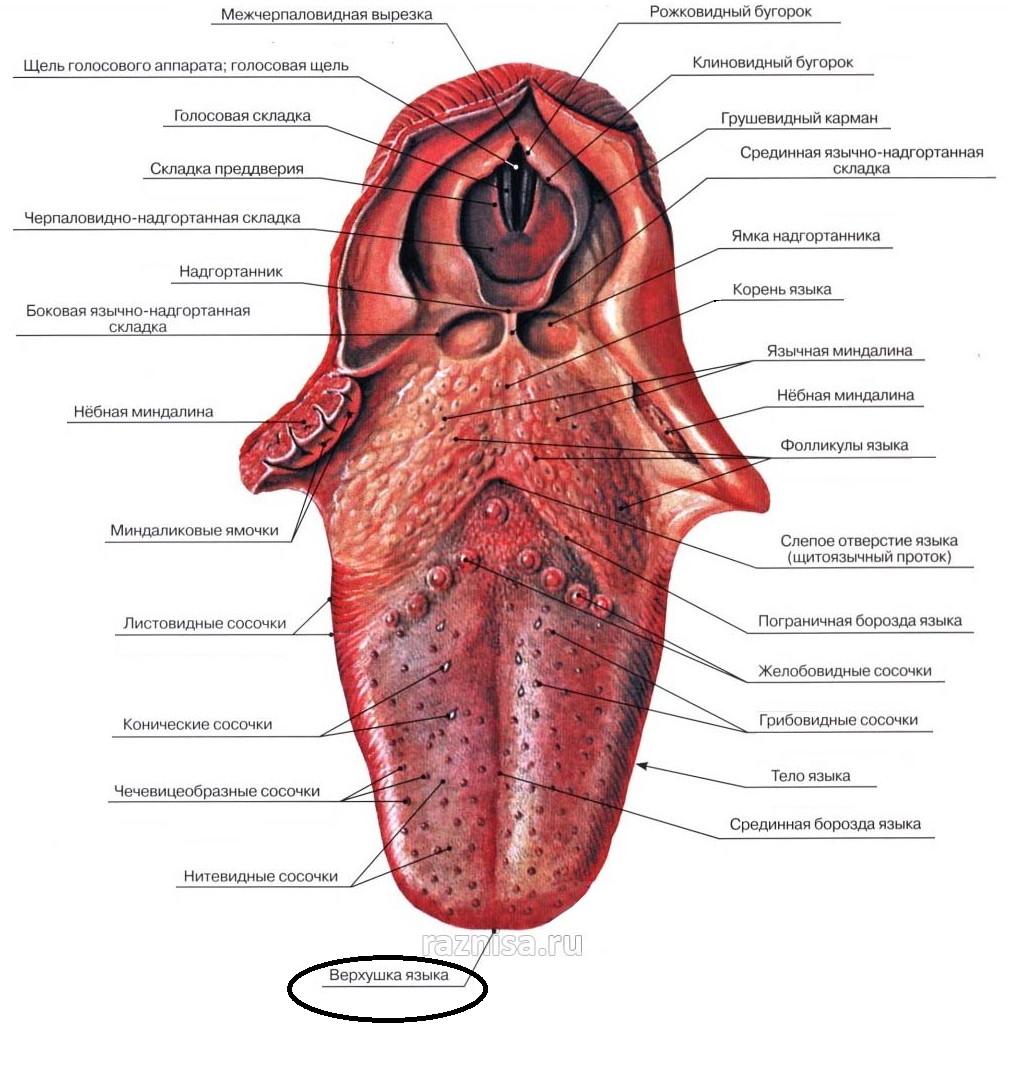 Межчерпаловидная вырезка
Рожковидный бугорок
Щель голосового аппарата; голосовая щель
Клиновидный бугорок
Голосовая складка
Грушевидный карман
Складка преддверия
Срединная язычно-надгортанная
складка
Черпаловидно-надгортанная складка
Ямка надгортанника
Надгортанник
Корень языка
Боковая язычно-надгортанная
складка
Язычная миндалина
Нёбная миндалина
Нёбная миндалина
Фолликулы языка
Миндаликовые ямочки
Слепое отверстие языка
(щитоязычный проток)
Листовидные сосочки
Пограничная борозда языка
Желобовидные сосочки
Конические сосочки
Грибовидные сосочки
Тело языка
Чечевицеобразные сосочки
Срединная борозда языка
Нитевидные сосочки
raznisa.ru
Верхушка языка